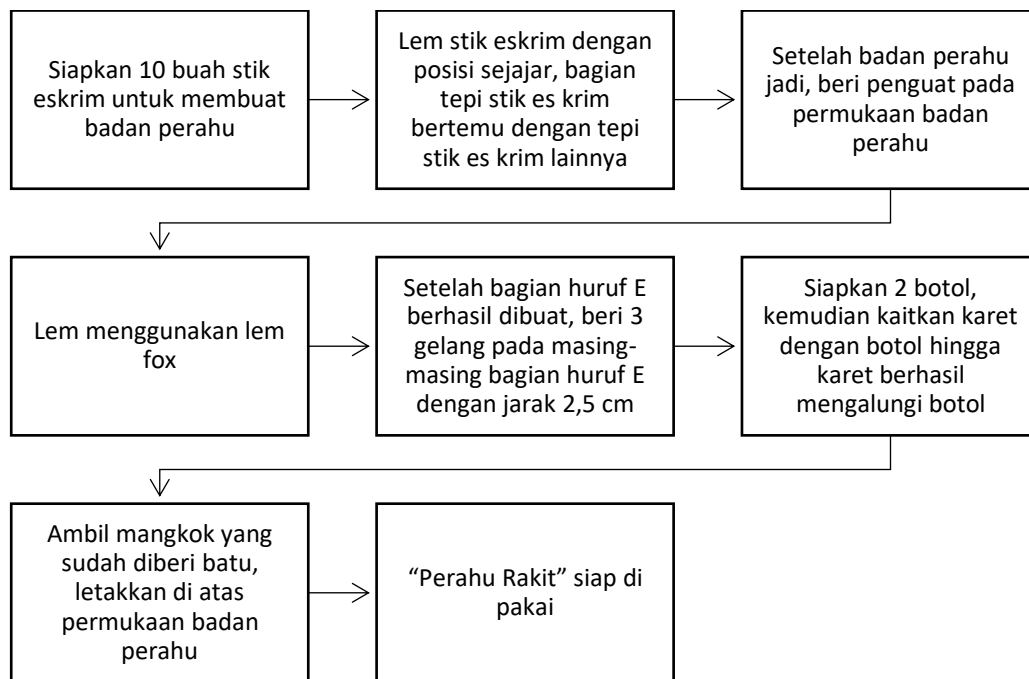 Siapkan 10 buah stik
eskrim untuk membuat
badan perahu
Lem stik eskrim dengan
posisi sejajar, bagian
tepi stik es krim
bertemu dengan tepi
stik es krim lainnya
Setelah badan perahu
jadi, beri penguat pada
permukaan badan
perahu
Lem menggunakan lem
fox
Setelah bagian huruf E
berhasil dibuat, beri 3
gelang pada masing-
masing bagian huruf E
dengan jarak 2,5 cm
Siapkan 2 botol,
kemudian kaitkan karet
dengan botol hingga
karet berhasil
mengalungi botol
Ambil mangkok yang
sudah diberi batu,
letakkan di atas
permukaan badan
perahu
“Perahu Rakit” siap di
pakai